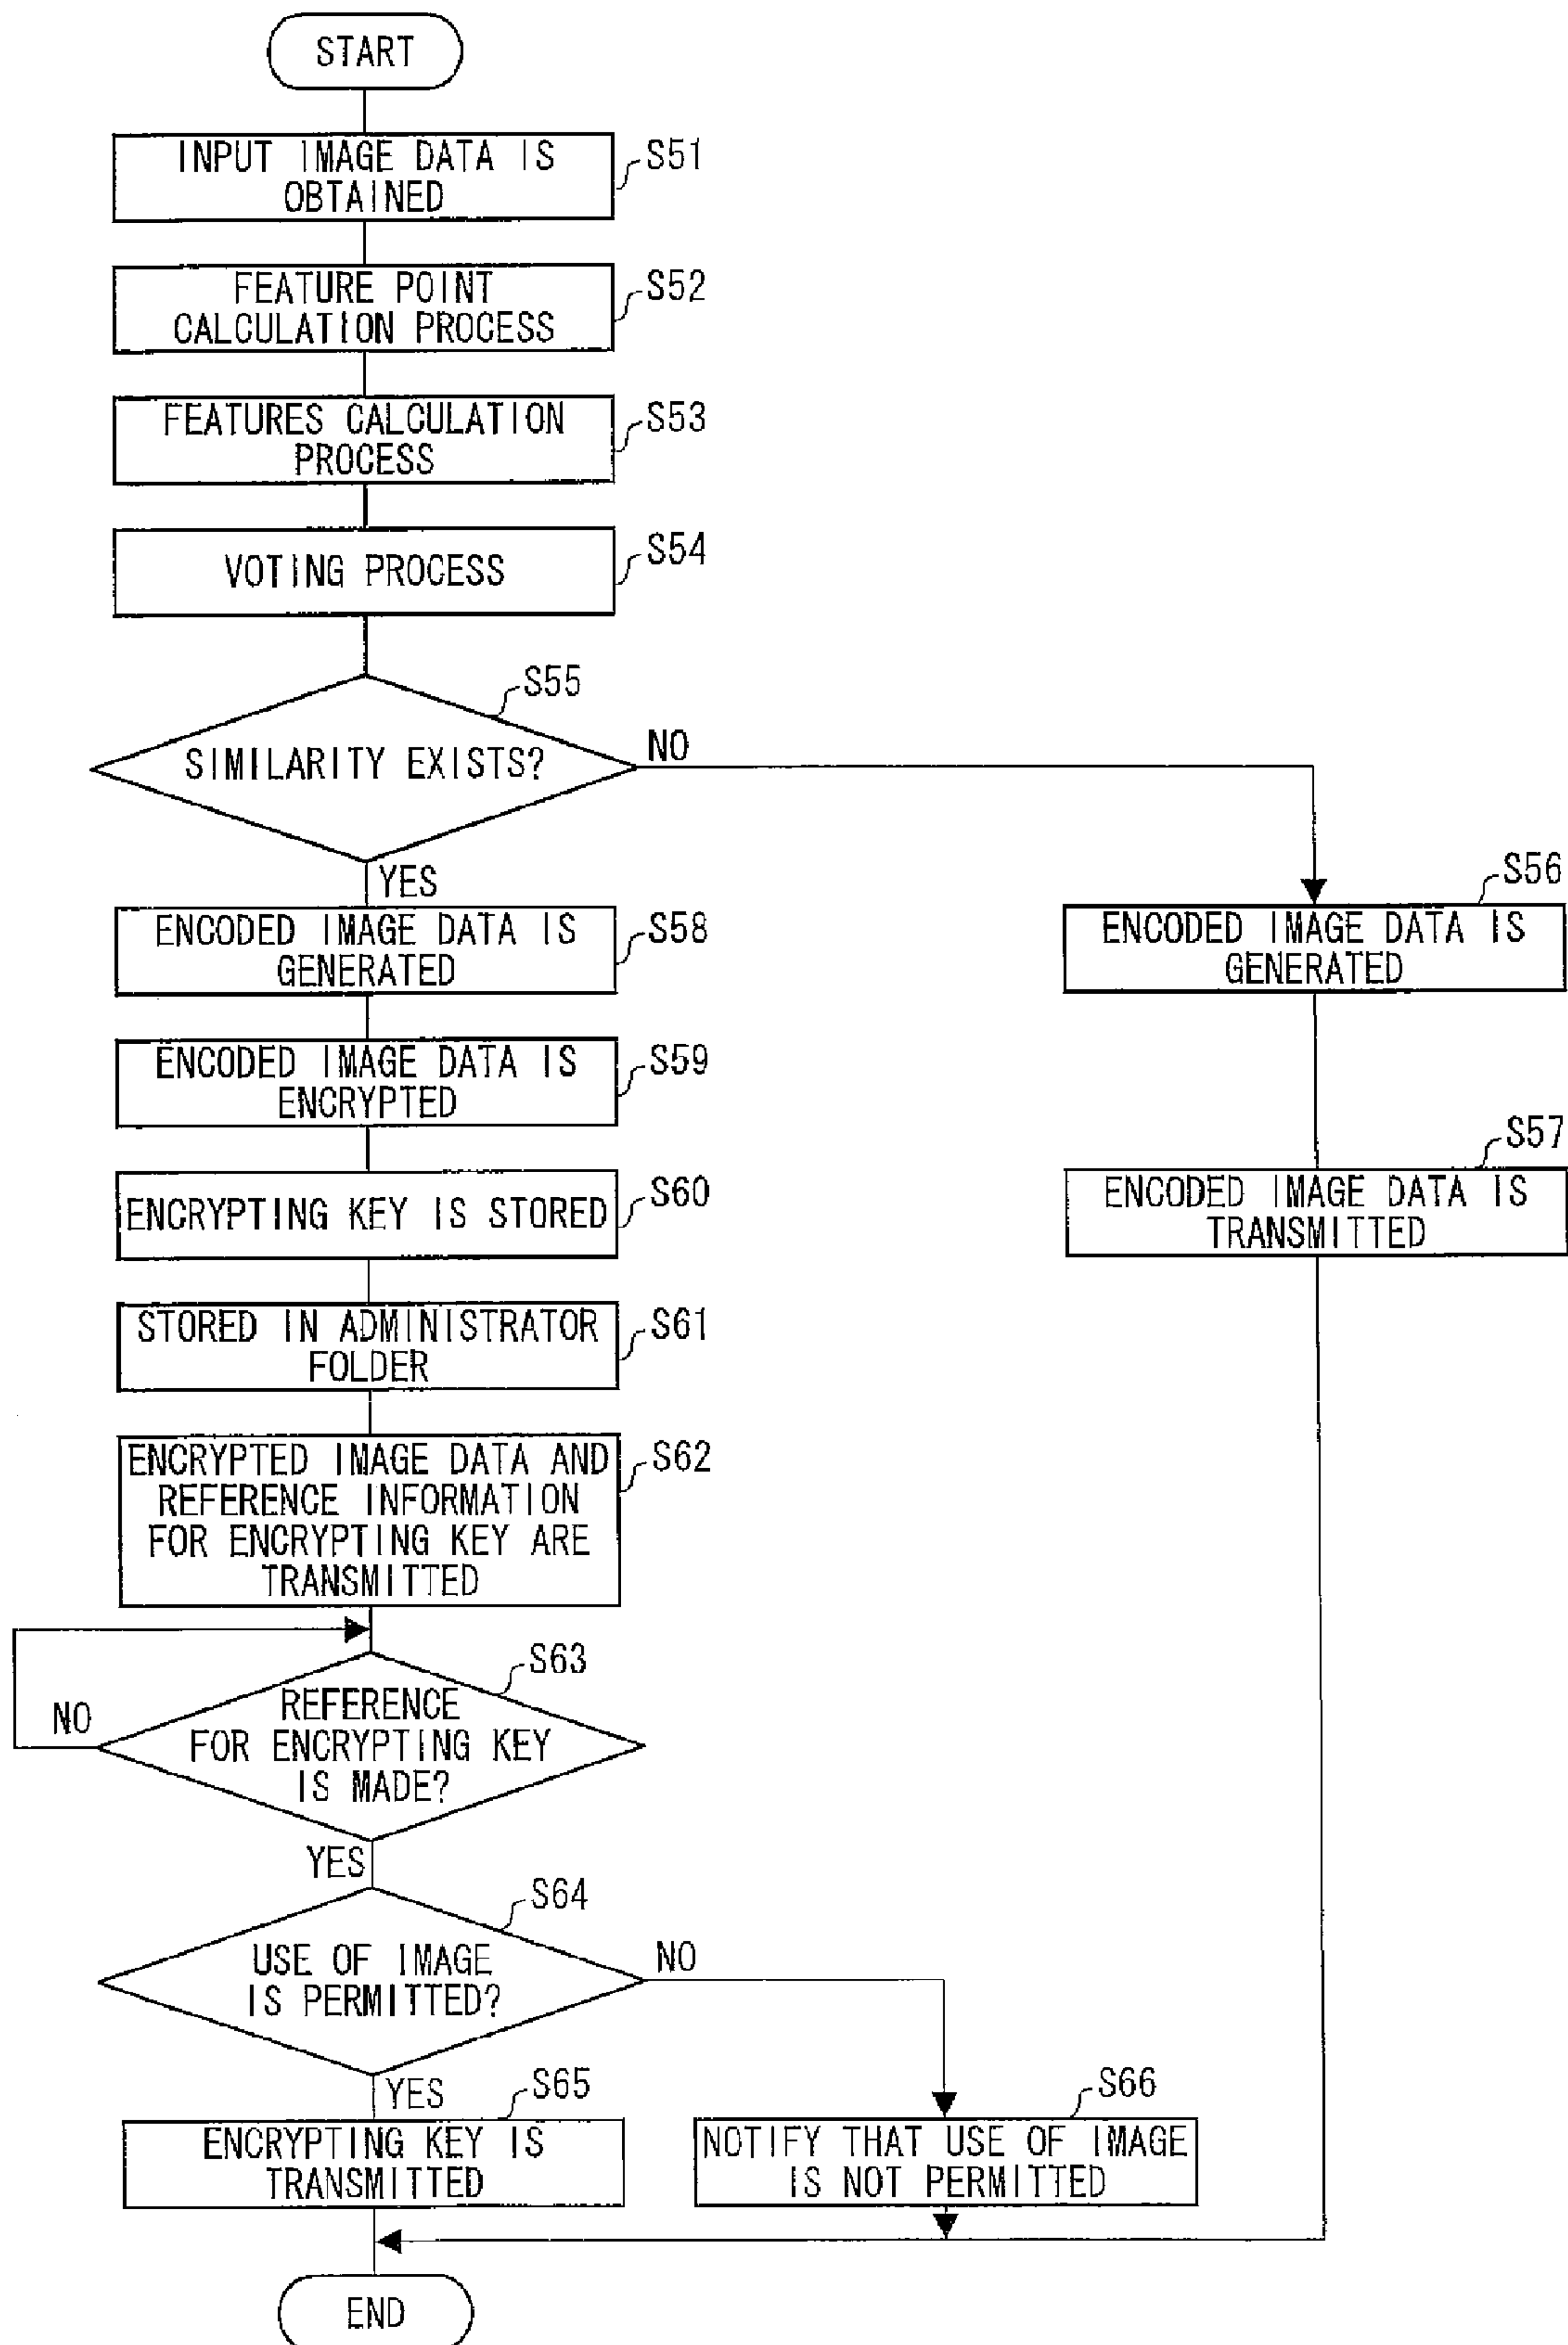 START
INPUT IMAGE DATA IS
OBTAINED
S51
FEATURE POINT
CALCULATION PROCESS
S52
FEATURES CALCULATION
PROCESS
S53
VOTING PROCESS
S54
SIMILARITY EXISTS?
S55
NO
YES
ENCODED IMAGE DATA IS
GENERATED
S58
ENCODED IMAGE DATA IS
GENERATED
S56
ENCODED IMAGE DATA IS
ENCRYPTED
S59
ENCODED IMAGE DATA IS
TRANSMITTED
S57
ENCRYPTING KEY IS STORED
S60
STORED IN ADMINISTRATOR
FOLDER
S61
ENCRYPTED IMAGE DATA AND
REFERENCE INFORMATION
FOR ENCRYPTING KEY ARE
TRANSMITTED
S62
REFERENCE
FOR ENCRYPTING KEY
IS MADE?
S63
NO
YES
USE OF IMAGE
IS PERMITTED?
S64
NO
YES
ENCRYPTING KEY IS
TRANSMITTED
S65
NOTIFY THAT USE OF IMAGE
IS NOT PERMITTED
S66
END